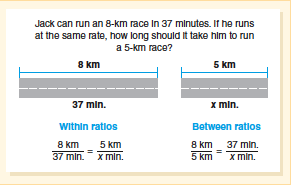 Jack can run an 8-km race in 37 minutes. If he runs
at the same rate, how long should it take him to run
a 5-km race?
8 km 5 km
37 min. x min.
Within ratios Between ratios
8 km / 37 min. = 5 km / x min. 8 km / 5 km = 37 min. / x min.